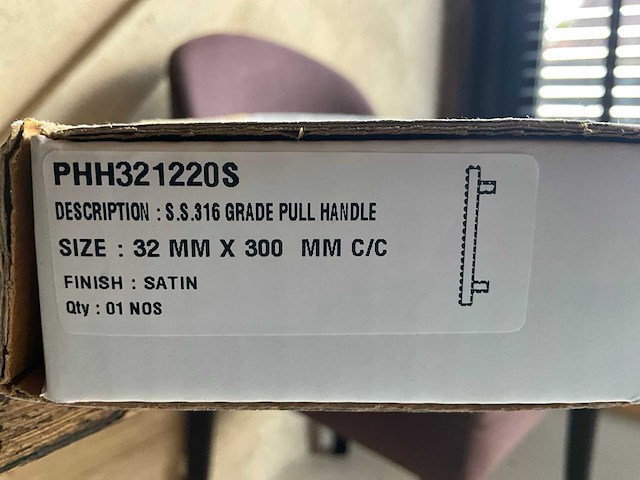 PHH321220S
DESCRIPTION : S.S.316 GRADE PULL HANDLE
SIZE : 32 MM X 300 MM C/C
FINISH : SATIN
Qty : 01 NOS